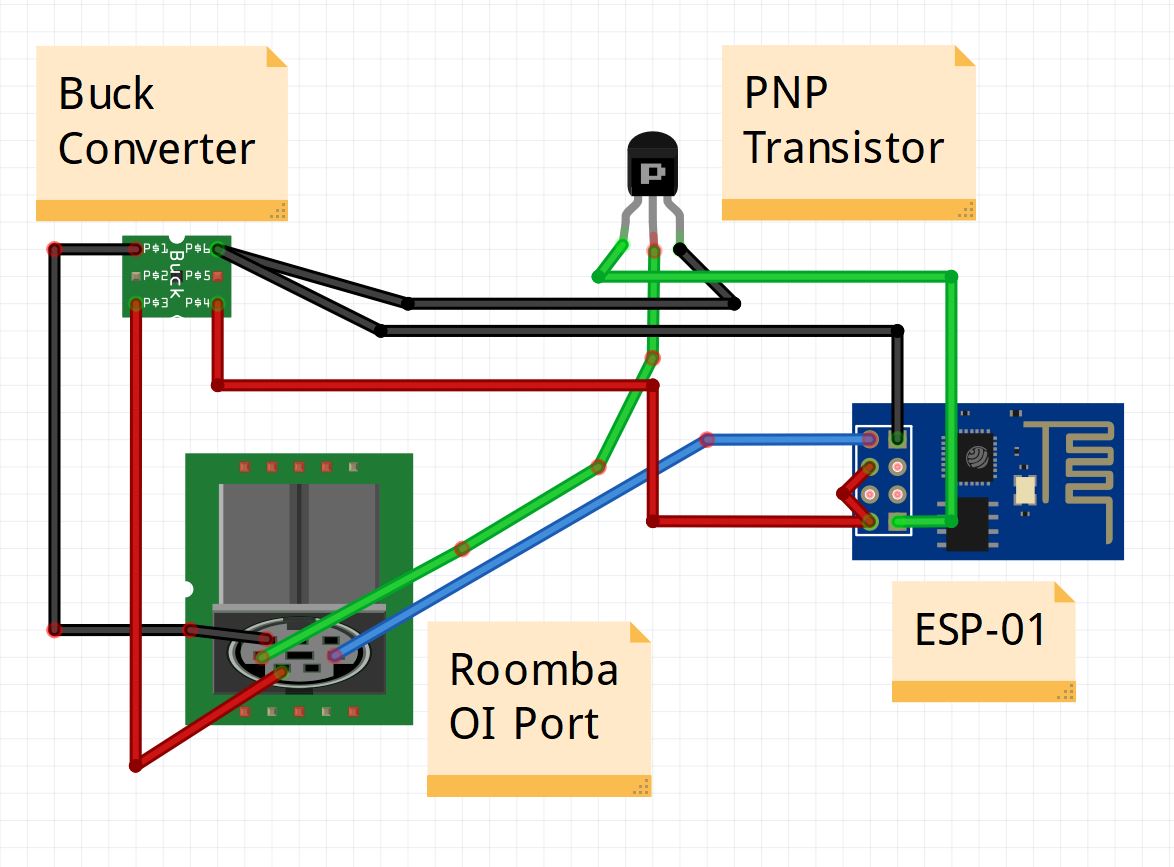 Buck
Converter
PNP
Transistor
P
P$1
P$6
P$2
P$5
P$3
P$4
Buck
Roomba
OI Port
ESP-01